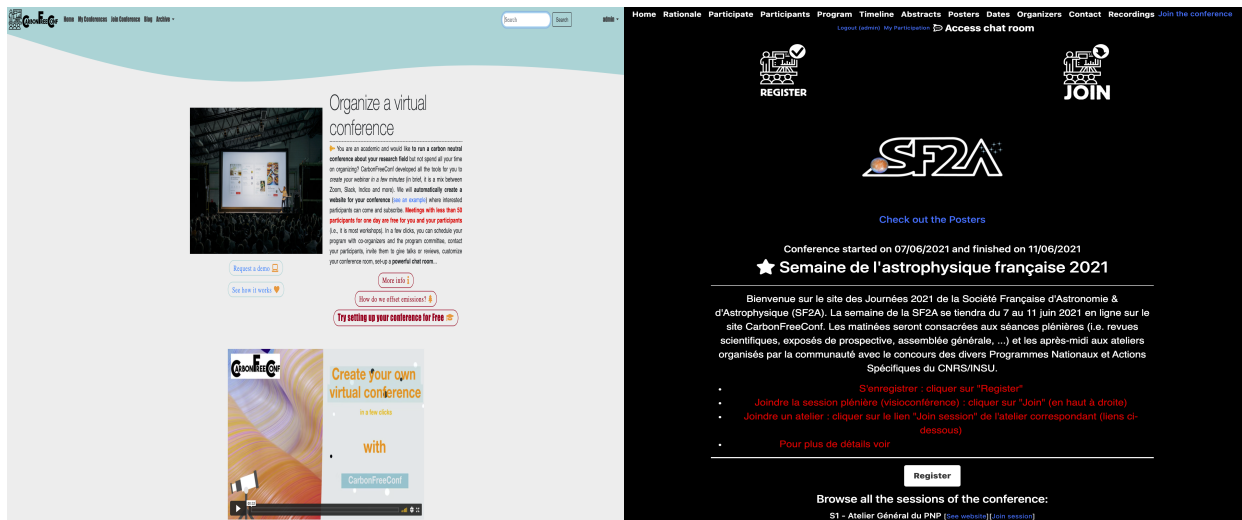 CarbonFreeConf Home My Conferences Join Conference Blog Archive
Search Search admin
Organize a virtual
conference
You are an academic and would like to run a carbon neutral
conference about your research field but not spend all your time
on organizing? CarbonFreeConf developed all the tools for you to
create your webinar in a few minutes (in brief, it is a mix between
Zoom, Slack, Indico and more). We will automatically create a
website for your conference (see an example) where interested
participants can come and subscribe. Meetings with less than 50
participants for one day are free for you and your participants
(i.e., it is most workshops). In a few clicks, you can schedule your
program with co-organizers and the program committee, contact
your participants, invite them to give talks or reviews, customize
your conference room, set-up a powerful chat room...
Request a demo
See how it works
More info
How do we offset emissions?
Try setting up your conference for Free
CarbonFreeConf
Create your own
virtual conference
in a few clicks
with
CarbonFreeConf
Home Rationale Participate Participants Program Timeline Abstracts Posters Dates Organizers Contact Recordings Join the conference
Logout (admin) My Participation Access chat room
REGISTER
JOIN
SF2A
Check out the Posters
Conference started on 07/06/2021 and finished on 11/06/2021
Semaine de l'astrophysique française 2021
Bienvenue sur le site des Journées 2021 de la Société Française d'Astronomie &
d'Astrophysique (SF2A). La semaine de la SF2A se tiendra du 7 au 11 juin 2021 en ligne sur le
site CarbonFreeConf. Les matinées seront consacrées aux séances plénières (i.e. revues
scientifiques, exposés de prospective, assemblée générale, ...) et les après-midi aux ateliers
organisés par la communauté avec le concours des divers Programmes Nationaux et Actions
Spécifiques du CNRS/INSU.
S'enregistrer : cliquer sur "Register"
Joindre la session plénière (visioconférence) : cliquer sur "Join" (en haut à droite)
Joindre un atelier : cliquer sur le lien "Join session" de l'atelier correspondant (liens ci-
dessous)
Pour plus de détails voir
Register
Browse all the sessions of the conference:
S1 - Atelier Général du PNP [See website][Join session]